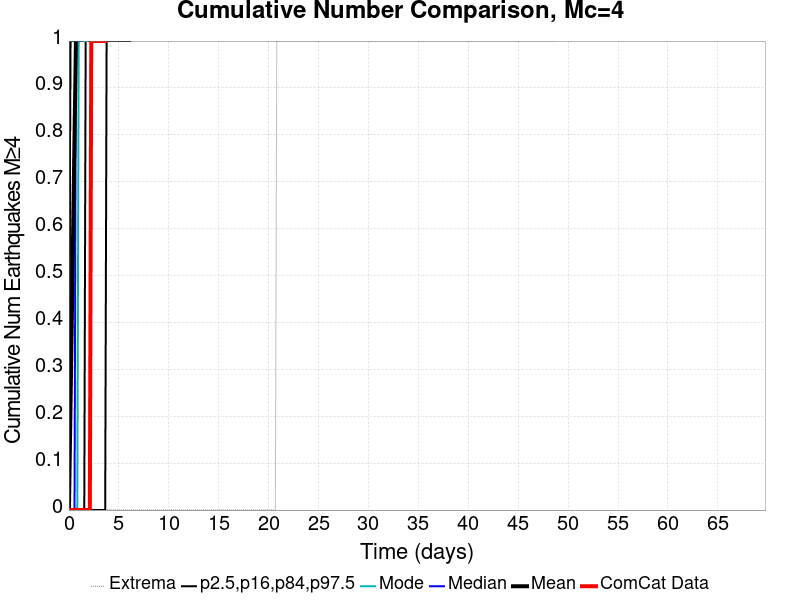 Cumulative Number Comparison, Mc=4
Cumulative Num Earthquakes M≥4
1
0.9
0.8
0.7
0.6
0.5
0.4
0.3
0.2
0.1
0
0 5 10 15 20 25 30 35 40 45 50 55 60 65
Time (days)
Extrema p2.5,p16,p84,p97.5 Mode Median Mean ComCat Data